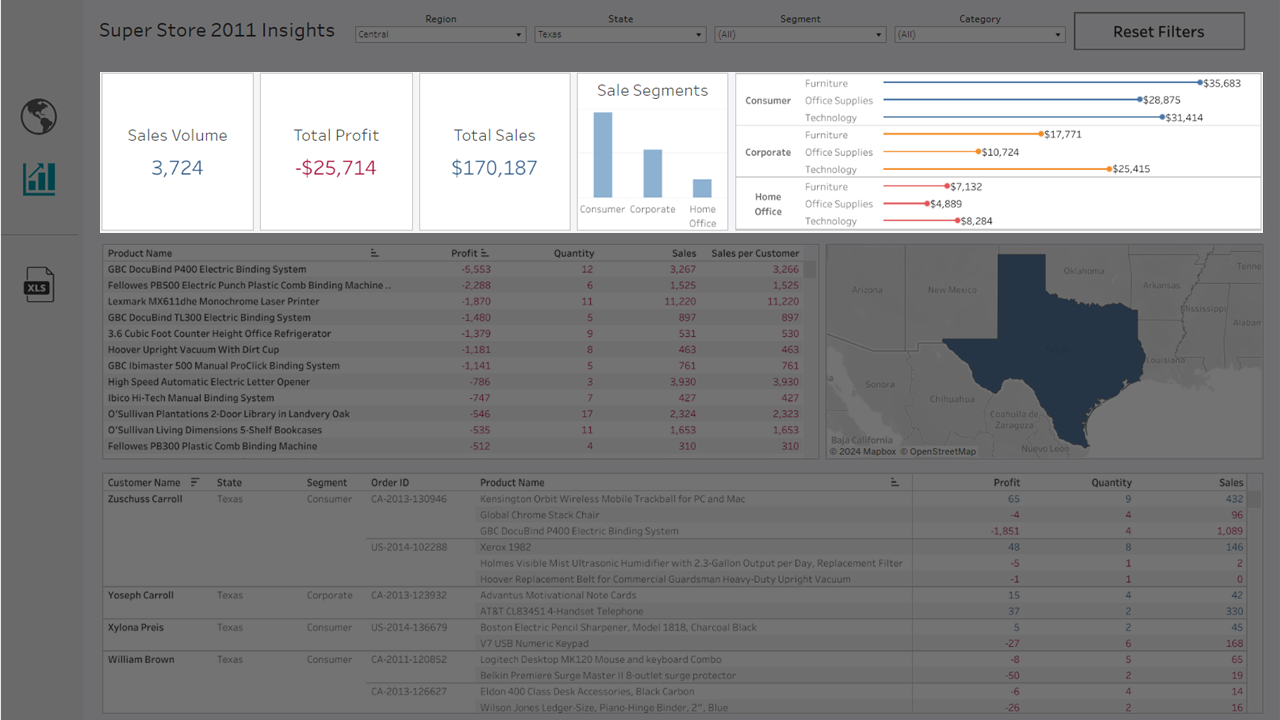 Super Store 2011 Insights
Region State Segment Category
Central Texas (All) (All)
Reset Filters
Sales Volume
3,724
Total Profit
-$25,714
Total Sales
$170,187
Sale Segments
Consumer Corporate Home Office
Consumer Furniture $35,683
Office Supplies $28,875
Technology $31,414
Corporate Furniture $17,771
Office Supplies $10,724
Technology $25,415
Home Office Furniture $7,132
Office Supplies $4,889
Technology $8,284
XLS
Product Name Profit Quantity Sales Sales per Customer
GBC DocuBind P400 Electric Binding System -5,553 12 3,267 3,266
Fellowes PB500 Electric Punch Plastic Comb Binding Machine .. -2,288 6 1,525 1,525
Lexmark MX611dhe Monochrome Laser Printer -1,870 11 11,220 11,220
GBC DocuBind TL300 Electric Binding System -1,480 5 897 897
3.6 Cubic Foot Counter Height Office Refrigerator -1,379 9 531 530
Hoover Upright Vacuum With Dirt Cup -1,181 8 463 463
GBC Ibimaster 500 Manual ProClick Binding System -1,141 5 761 761
High Speed Automatic Electric Letter Opener -786 3 3,930 3,930
Ibico Hi-Tech Manual Binding System -747 7 427 427
O'Sullivan Plantations 2-Door Library in Landvery Oak -546 17 2,324 2,323
O'Sullivan Living Dimensions 5-Shelf Bookcases -535 11 1,653 1,653
Fellowes PB300 Plastic Comb Binding Machine -512 4 310 310
Arizona
New Mexico
Oklahoma
Arkansas
Tenne
Mississippi
Alabam
Louisiana
Sonora
Chihuahua
Coahuila de Zaragoza
Baja California
Nuevo León
© 2024 Mapbox © OpenStreetMap
Customer Name State Segment Order ID Product Name Profit Quantity Sales
Zuschuss Carroll Texas Consumer CA-2013-130946 Kensington Orbit Wireless Mobile Trackball for PC and Mac 65 9 432
Global Chrome Stack Chair -4 4 96
GBC DocuBind P400 Electric Binding System -1,851 4 1,089
US-2014-102288 Xerox 1982 48 8 146
Holmes Visible Mist Ultrasonic Humidifier with 2.3-Gallon Output per Day, Replacement Filter -5 1 2
Hoover Replacement Belt for Commercial Guardsman Heavy-Duty Upright Vacuum -1 1 0
Yoseph Carroll Texas Corporate CA-2013-123932 Advantus Motivational Note Cards 15 4 42
AT&T CL83451 4-Handset Telephone 37 2 330
Xylona Preis Texas Consumer US-2014-136679 Boston Electric Pencil Sharpener, Model 1818, Charcoal Black 5 2 45
V7 USB Numeric Keypad -27 6 168
William Brown Texas Consumer CA-2011-120852 Logitech Desktop MK120 Mouse and keyboard Combo -8 5 65
Belkin Premiere Surge Master II 8-outlet surge protector -50 2 19
CA-2013-126627 Eldon 400 Class Desk Accessories, Black Carbon -6 4 14
Wilson Jones Ledger-Size, Piano-Hinge Binder, 2", Blue -26 2 16